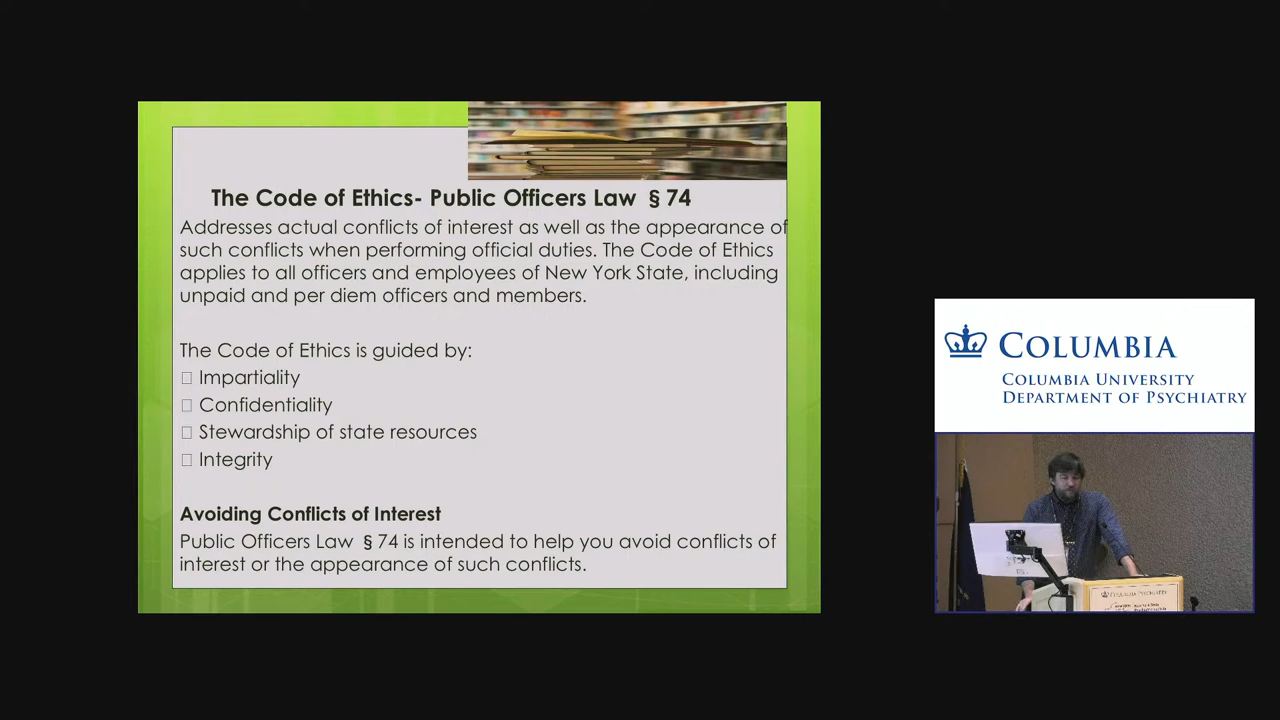 The Code of Ethics- Public Officers Law § 74
Addresses actual conflicts of interest as well as the appearance of
such conflicts when performing official duties. The Code of Ethics
applies to all officers and employees of New York State, including
unpaid and per diem officers and members.
The Code of Ethics is guided by:
Impartiality
Confidentiality
Stewardship of state resources
Integrity
Avoiding Conflicts of Interest
Public Officers Law § 74 is intended to help you avoid conflicts of
interest or the appearance of such conflicts.
COLUMBIA
COLUMBIA UNIVERSITY
DEPARTMENT OF PSYCHIATRY
COLUMBIA PSYCHIATRY